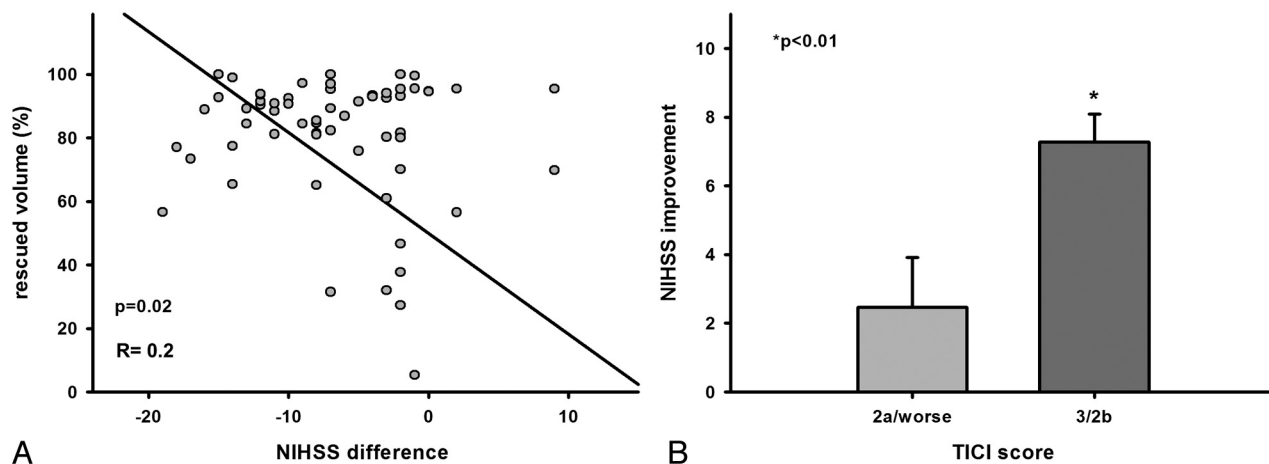 rescued volume (%)
100
80
60
40
20
0
p=0.02
R= 0.2
-20
-10
0
10
NIHSS difference
A
NIHSS improvement
10
8
6
4
2
0
*p<0.01
*
2a/worse
3/2b
TICI score
B